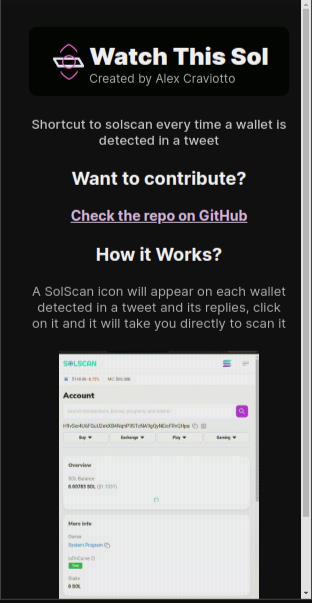 Watch This Sol
Created by Alex Craviotto
Shortcut to solscan every time a wallet is
detected in a tweet
Want to contribute?
Check the repo on GitHub
How it Works?
A SolScan icon will appear on each wallet
detected in a tweet and its replies, click
on it and it will take you directly to scan it
SOLSCAN
Account
Buy Exchange Play Gaming
Overview
SOL Balance
0.00783 SOL
More info
Owner
System Program
isOnCurve
Stake
0 SOL